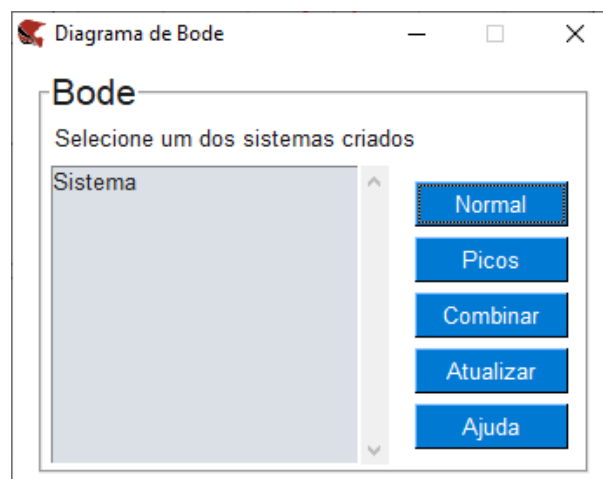 Diagrama de Bode
Bode
Selecione um dos sistemas criados
Sistema
Normal
Picos
Combinar
Atualizar
Ajuda